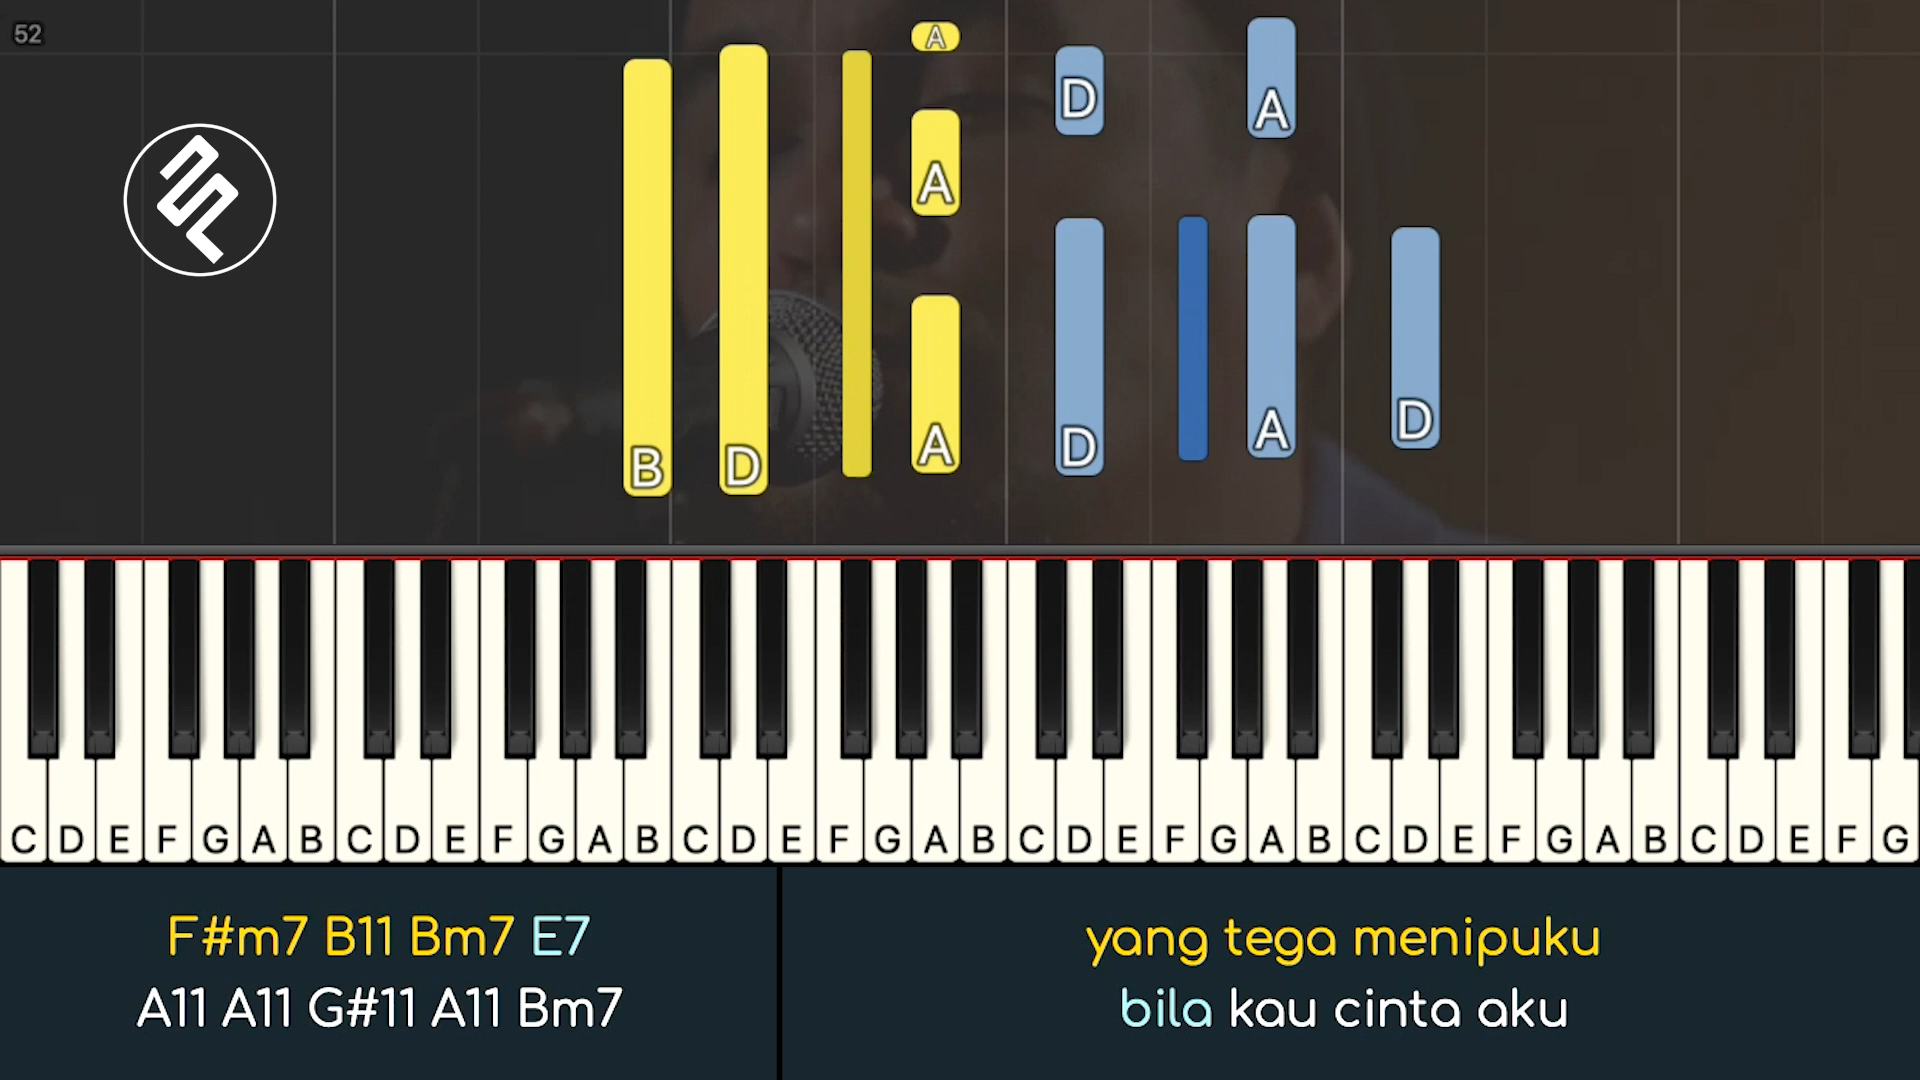 52
A
D A
A
D
A D A
B D
C D E F G A B C D E F G A B C D E F G A B C D E F G A B C D E F G A B C D E F G
F#m7 B11 Bm7 E7
A11 A11 G#11 A11 Bm7
yang tega menipuku
bila kau cinta aku